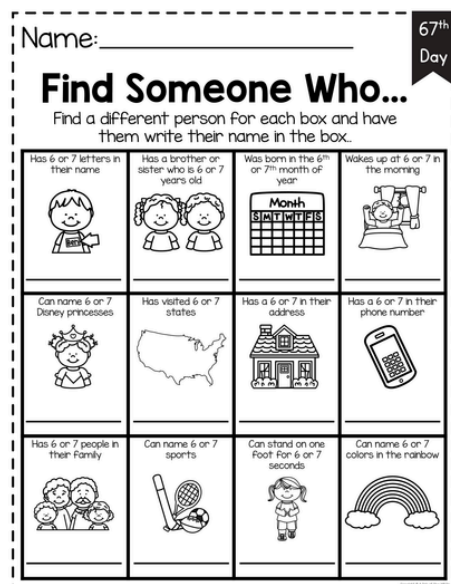 Name:
67th
Day
Find Someone Who...
Find a different person for each box and have
them write their name in the box..
Has 6 or 7 letters in
their name
Ben
Has a brother or
sister who is 6 or 7
years old
Was born in the 6th
or 7th month of
year
Month
S M T W T F S
Wakes up at 6 or 7 in
the morning
Can name 6 or 7
Disney princesses
Has visited 6 or 7
states
Has a 6 or 7 in their
address
Has a 6 or 7 in their
phone number
Has 6 or 7 people in
their family
Can name 6 or 7
sports
Can stand on one
foot for 6 or 7
seconds
Can name 6 or 7
colors in the rainbow